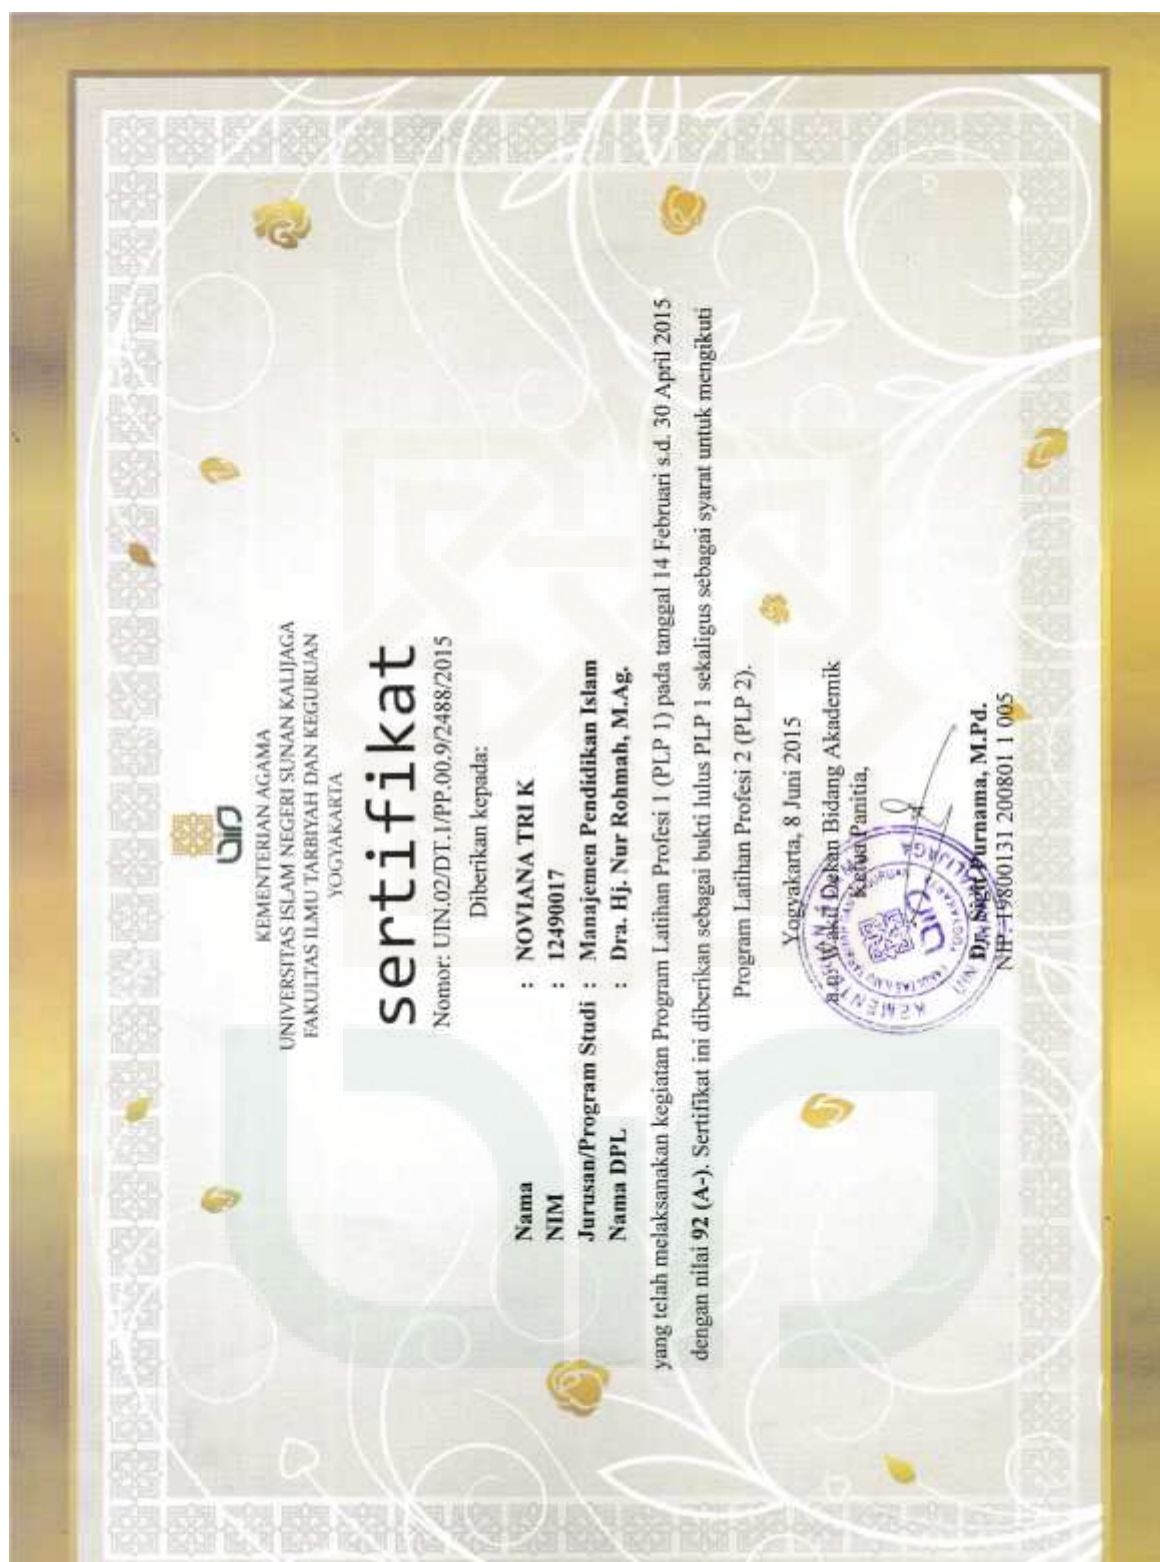 uin
KEMENTERIAN AGAMA
UNIVERSITAS ISLAM NEGERI SUNAN KALIJAGA
FAKULTAS ILMU TARBIYAH DAN KEGURUAN
YOGYAKARTA
sertifikat
Nomor: UIN.02/DT.1/PP.00.9/2488/2015
Diberikan kepada:
Nama : NOVIANA TRI K
NIM : 12490017
Jurusan/Program Studi : Manajemen Pendidikan Islam
Nama DPL : Dra. Hj. Nur Rohmah, M.Ag.
yang telah melaksanakan kegiatan Program Latihan Profesi 1 (PLP 1) pada tanggal 14 Februari s.d. 30 April 2015
dengan nilai 92 (A-). Sertifikat ini diberikan sebagai bukti lulus PLP 1 sekaligus sebagai syarat untuk mengikuti
Program Latihan Profesi 2 (PLP 2).
Yogyakarta, 8 Juni 2015
a.n. Wakil Dekan Bidang Akademik
Ketua Panitia,
Dr. Sigit Purnama, M.Pd.
NIP. 19800131 200801 1 005